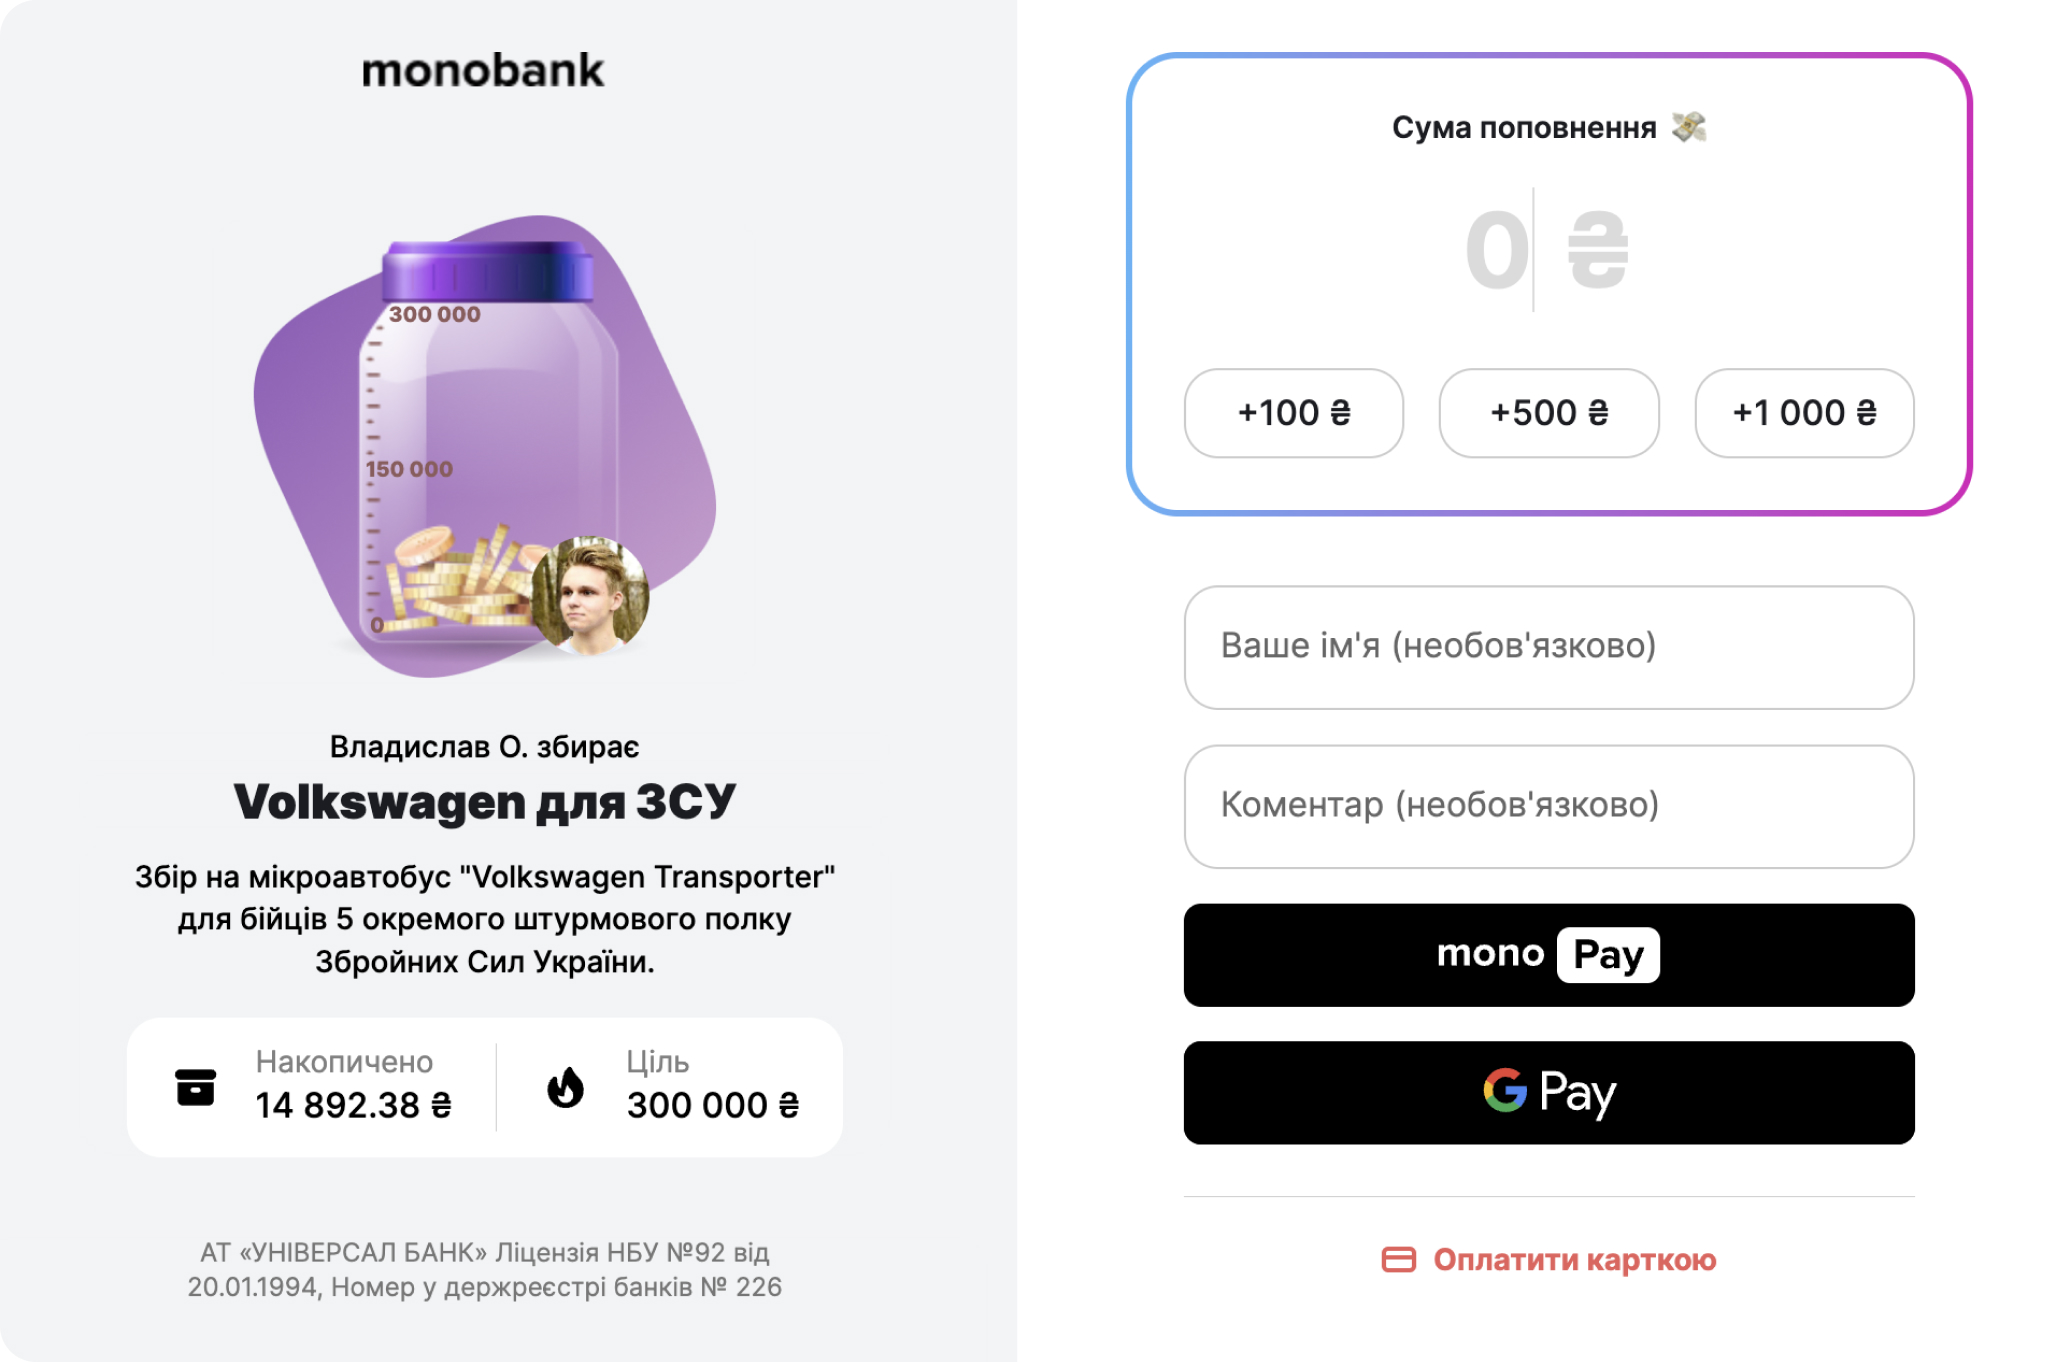 monobank
300 000
150 000
0
Владислав О. збирає
Volkswagen для ЗСУ
Збір на мікроавтобус "Volkswagen Transporter"
для бійців 5 окремого штурмового полку
Збройних Сил України.
Накопичено
14 892.38 ₴
Ціль
300 000 ₴
АТ «УНІВЕРСАЛ БАНК» Ліцензія НБУ №92 від
20.01.1994, Номер у держреєстрі банків № 226
Сума поповнення 💸
0 ₴
+100 ₴
+500 ₴
+1 000 ₴
Ваше ім'я (необов'язково)
Коментар (необов'язково)
mono Pay
G Pay
Оплатити карткою